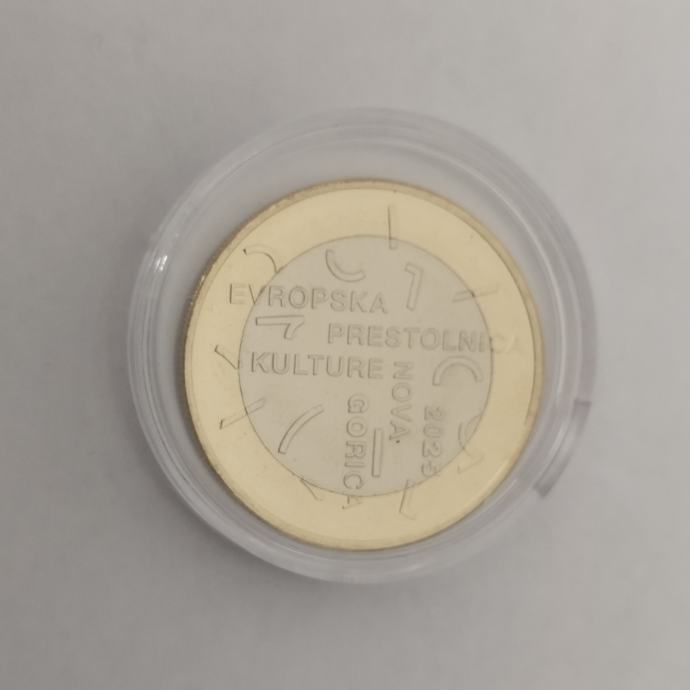 EVROPSKA
PRESTOLNICA
KULTURE
NOVA
GORICA
2025